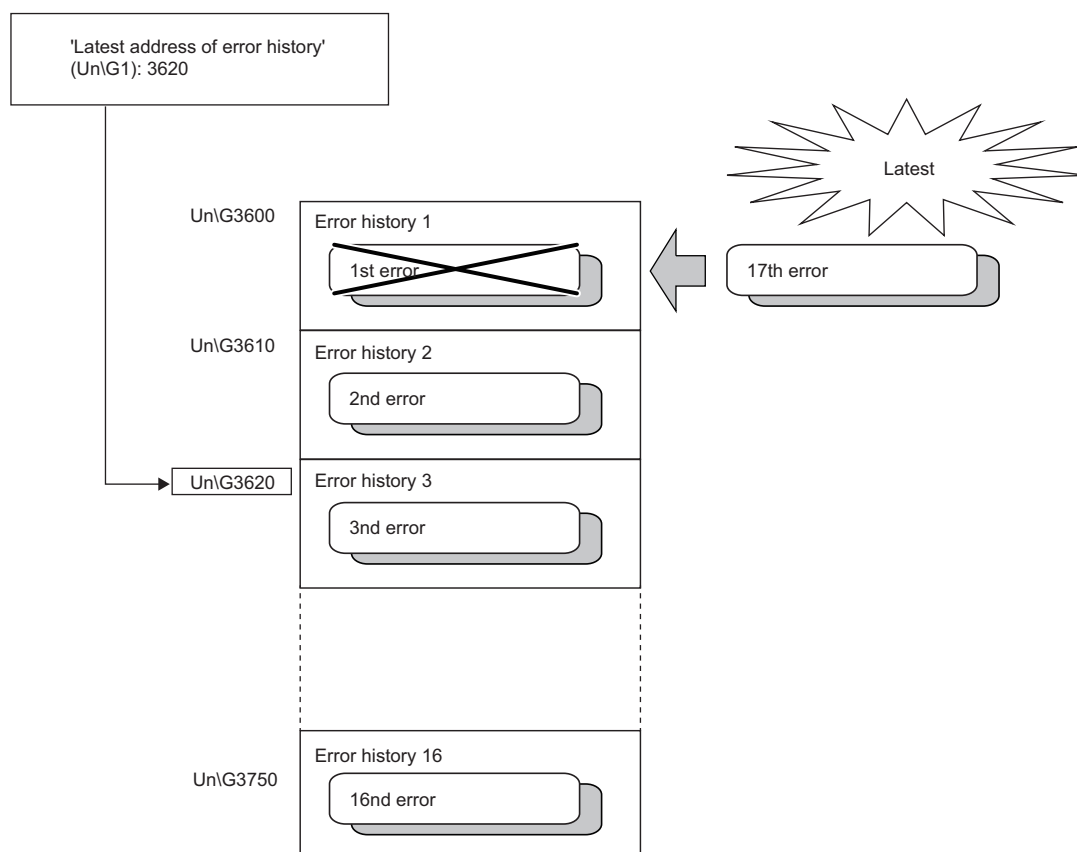 'Latest address of error history'
(Un\G1): 3620
Latest
Un\G3600
Error history 1
1st error
17th error
Un\G3610
Error history 2
2nd error
Un\G3620
Error history 3
3nd error
Error history 16
Un\G3750
16nd error